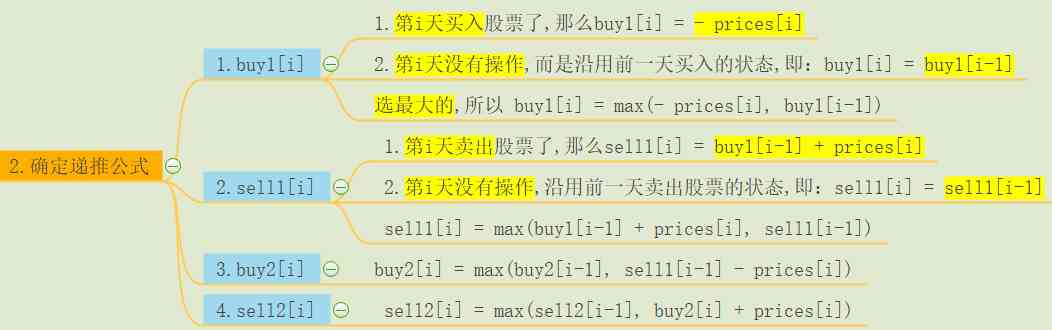 1.第i天买入股票了,那么buy1[i] = - prices[i]
1.buy1[i]
2.第i天没有操作,而是沿用前一天买入的状态,即：buy1[i] = buy1[i-1]
选最大的,所以 buy1[i] = max(- prices[i], buy1[i-1])
2.确定递推公式
1.第i天卖出股票了,那么sell1[i] = buy1[i-1] + prices[i]
2.sell1[i]
2.第i天没有操作,沿用前一天卖出股票的状态,即：sell1[i] = sell1[i-1]
sell1[i] = max(buy1[i-1] + prices[i], sell1[i-1])
3.buy2[i]
buy2[i] = max(buy2[i-1], sell1[i-1] - prices[i])
4.sell2[i]
sell2[i] = max(sell2[i-1], buy2[i] + prices[i])